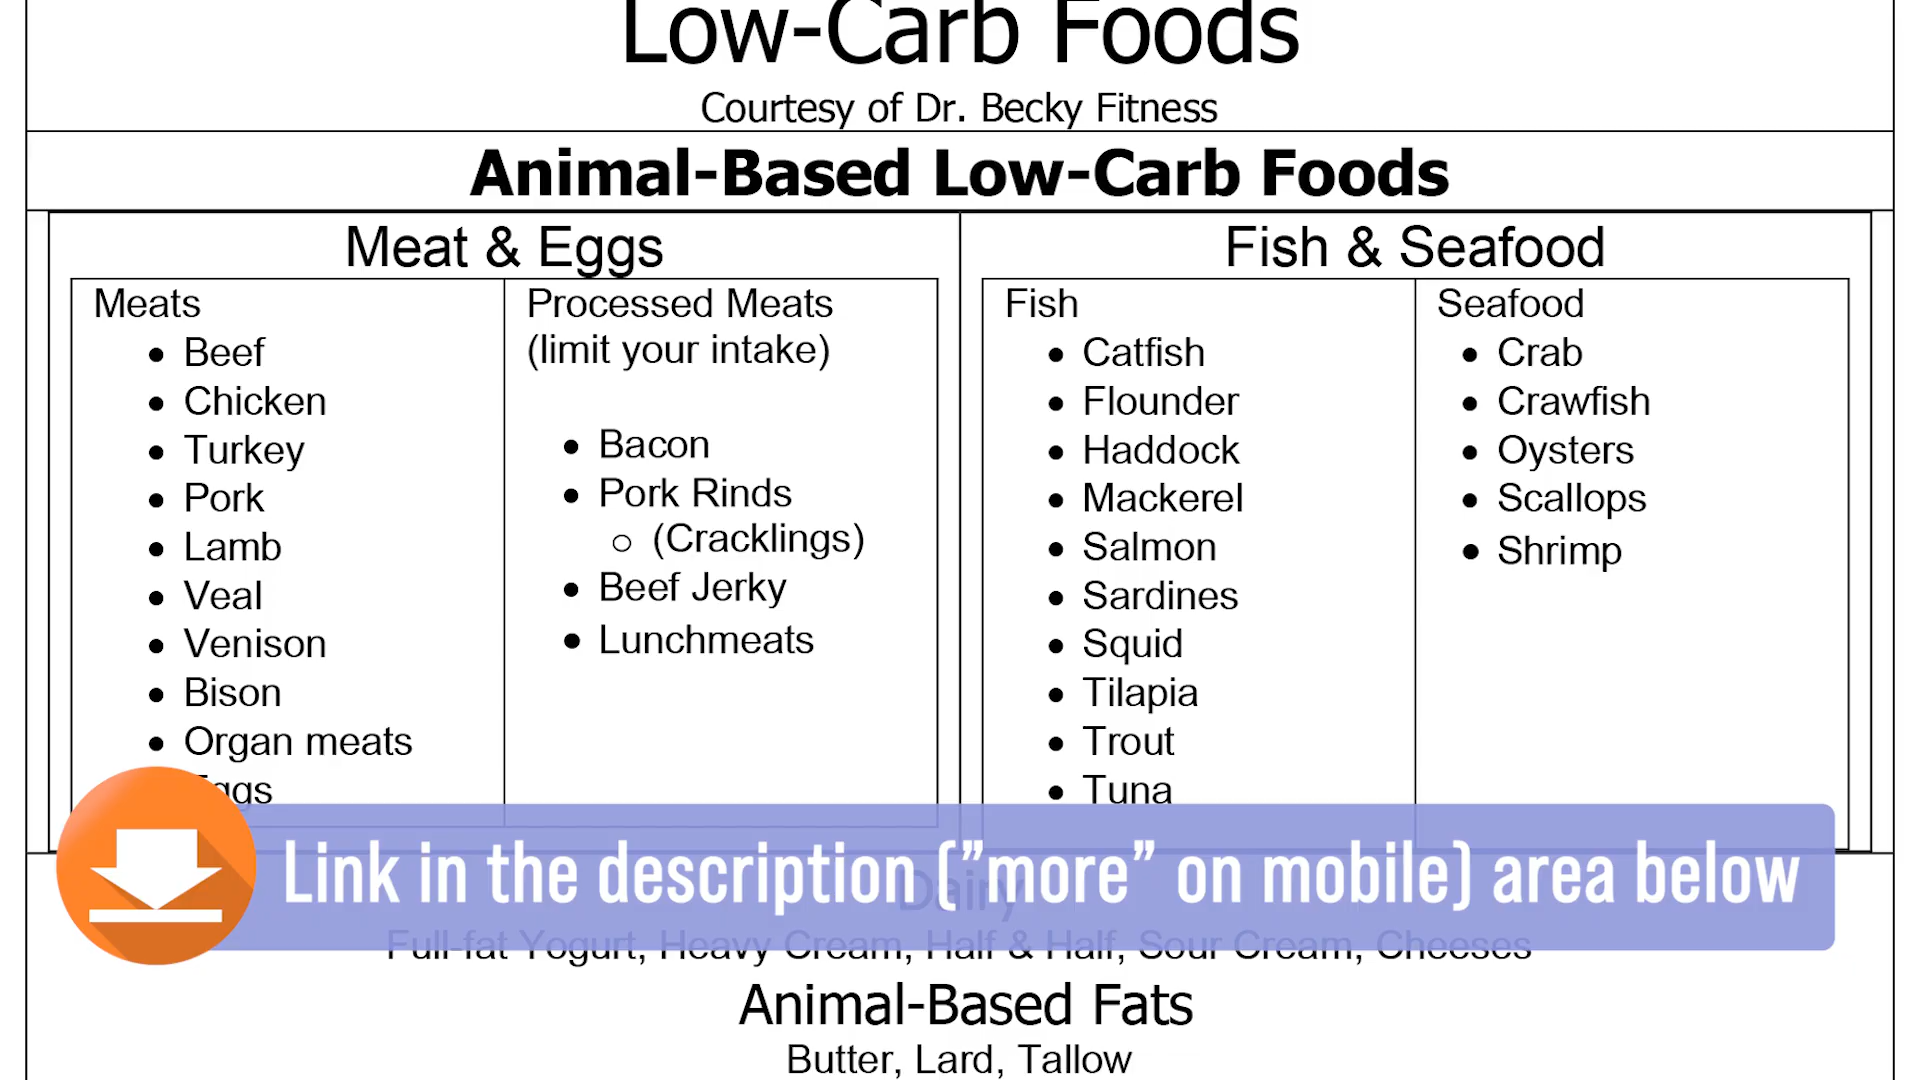 Low-Carb Foods
Courtesy of Dr. Becky Fitness
Animal-Based Low-Carb Foods
Meat & Eggs
Meats
• Beef
• Chicken
• Turkey
• Pork
• Lamb
• Veal
• Venison
• Bison
• Organ meats
Eggs
Processed Meats
(limit your intake)
• Bacon
• Pork Rinds
○ (Cracklings)
• Beef Jerky
• Lunchmeats
Fish & Seafood
Fish
• Catfish
• Flounder
• Haddock
• Mackerel
• Salmon
• Sardines
• Squid
• Tilapia
• Trout
• Tuna
Seafood
• Crab
• Crawfish
• Oysters
• Scallops
• Shrimp
Link in the description ("more" on mobile) area below
Dairy
Full-fat Yogurt, Heavy Cream, Half & Half, Sour Cream, Cheeses
Animal-Based Fats
Butter, Lard, Tallow